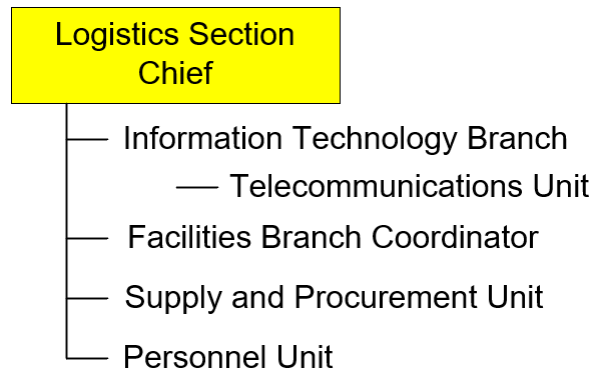 Logistics Section
Chief
Information Technology Branch
Telecommunications Unit
Facilities Branch Coordinator
Supply and Procurement Unit
Personnel Unit